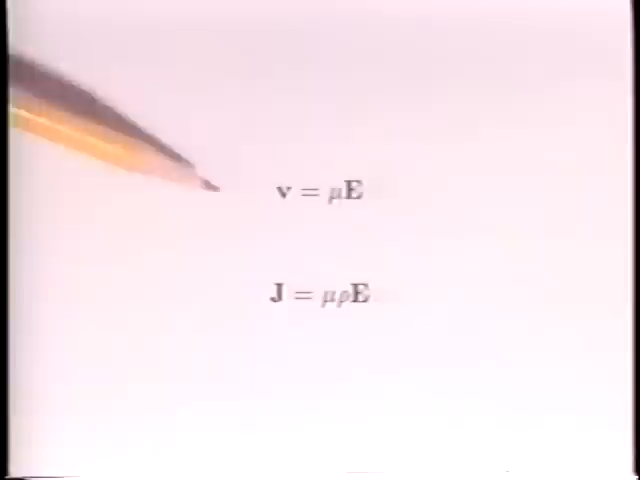 v = μE
J = μρE